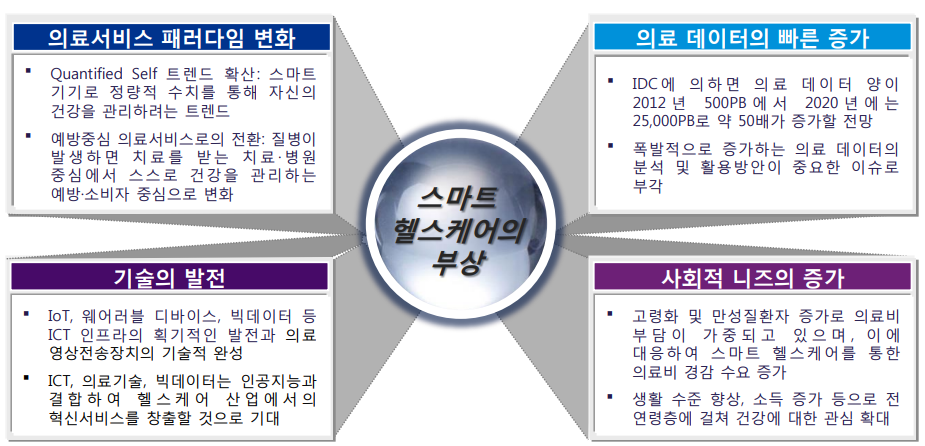 의료서비스 패러다임 변화
▪ Quantified Self 트렌드 확산: 스마트
기기로 정량적 수치를 통해 자신의
건강을 관리하려는 트렌드
▪ 예방중심 의료서비스로의 전환: 질병이
발생하면 치료를 받는 치료·병원
중심에서 스스로 건강을 관리하는
예방·소비자 중심으로 변화
의료 데이터의 빠른 증가
▪ IDC에 의하면 의료 데이터 양이
2012년 500PB에서 2020년에는
25,000PB로 약 50배가 증가할 전망
▪ 폭발적으로 증가하는 의료 데이터의
분석 및 활용방안이 중요한 이슈로
부각
스마트
헬스케어의
부상
기술의 발전
▪ IoT, 웨어러블 디바이스, 빅데이터 등
ICT 인프라의 획기적인 발전과 의료
영상전송장치의 기술적 완성
▪ ICT, 의료기술, 빅데이터는 인공지능과
결합하여 헬스케어 산업에서의
혁신서비스를 창출할 것으로 기대
사회적 니즈의 증가
▪ 고령화 및 만성질환자 증가로 의료비
부담이 가중되고 있으며, 이에
대응하여 스마트 헬스케어를 통한
의료비 경감 수요 증가
▪ 생활 수준 향상, 소득 증가 등으로 전
연령층에 걸쳐 건강에 대한 관심 확대